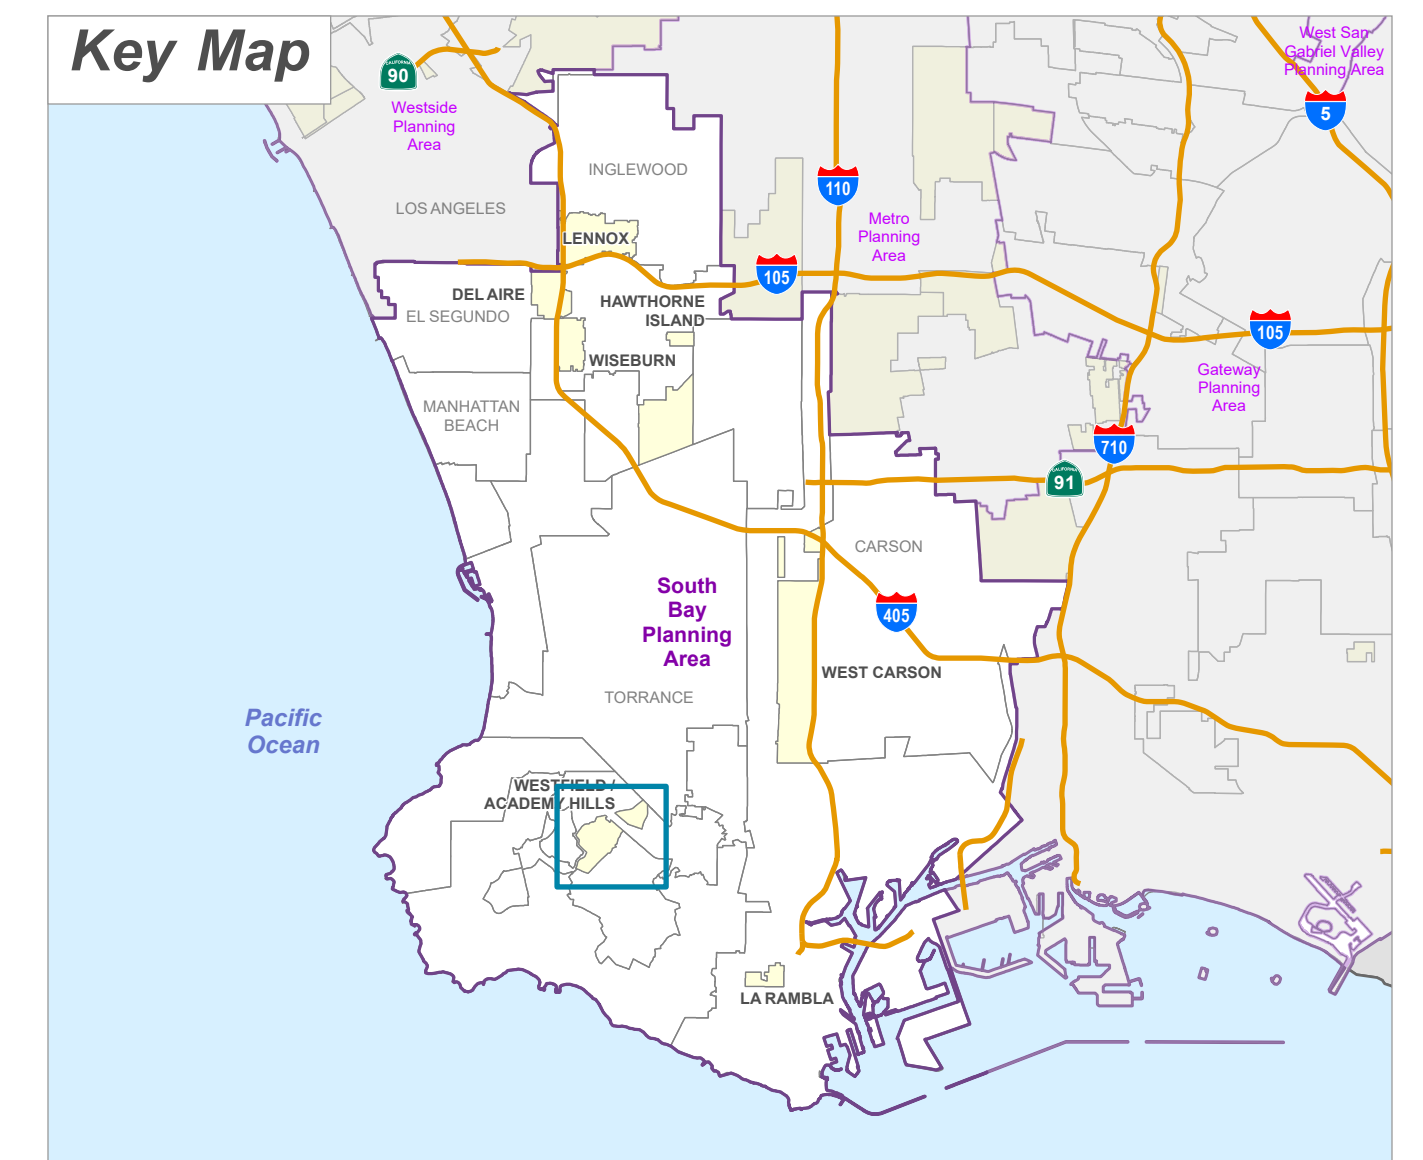 Key Map
West San
Gabriel Valley
Planning Area
CALIFORNIA
90
5
Westside
Planning
Area
INGLEWOOD
110
LOS ANGELES
Metro
Planning
Area
LENNOX
105
DEL AIRE
EL SEGUNDO
HAWTHORNE
ISLAND
105
WISEBURN
Gateway
Planning
Area
MANHATTAN
BEACH
710
CALIFORNIA
91
CARSON
South
Bay
Planning
Area
405
WEST CARSON
TORRANCE
Pacific
Ocean
WESTFIELD /
ACADEMY HILLS
LA RAMBLA